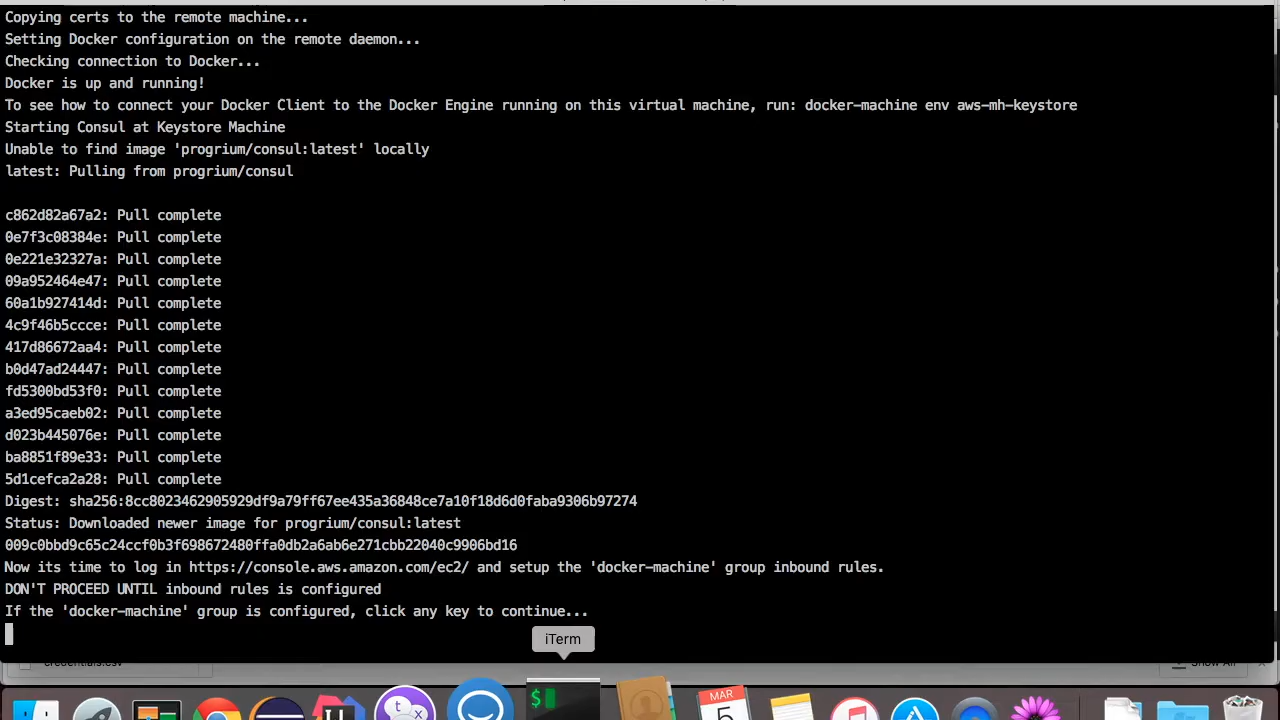 Copying certs to the remote machine...
Setting Docker configuration on the remote daemon...
Checking connection to Docker...
Docker is up and running!
To see how to connect your Docker Client to the Docker Engine running on this virtual machine, run: docker-machine env aws-mh-keystore
Starting Consul at Keystore Machine
Unable to find image 'progrium/consul:latest' locally
latest: Pulling from progrium/consul
c862d82a67a2: Pull complete
0e7f3c08384e: Pull complete
0e221e32327a: Pull complete
09a952464e47: Pull complete
60a1b927414d: Pull complete
4c9f46b5ccce: Pull complete
417d86672aa4: Pull complete
b0d47ad24447: Pull complete
fd5300bd53f0: Pull complete
a3ed95caeb02: Pull complete
d023b445076e: Pull complete
ba8851f89e33: Pull complete
5d1cefca2a28: Pull complete
Digest: sha256:8cc8023462905929df9a79ff67ee435a36848ce7a10f18d6d0faba9306b97274
Status: Downloaded newer image for progrium/consul:latest
009c0bbd9c65c24ccf0b3f698672480ffa0db2a6ab6e271cbb22040c9906bd16
Now its time to log in https://console.aws.amazon.com/ec2/ and setup the 'docker-machine' group inbound rules.
DON'T PROCEED UNTIL inbound rules is configured
If the 'docker-machine' group is configured, click any key to continue...
iTerm
credentials.csv
Show All
$
t
MAR
5